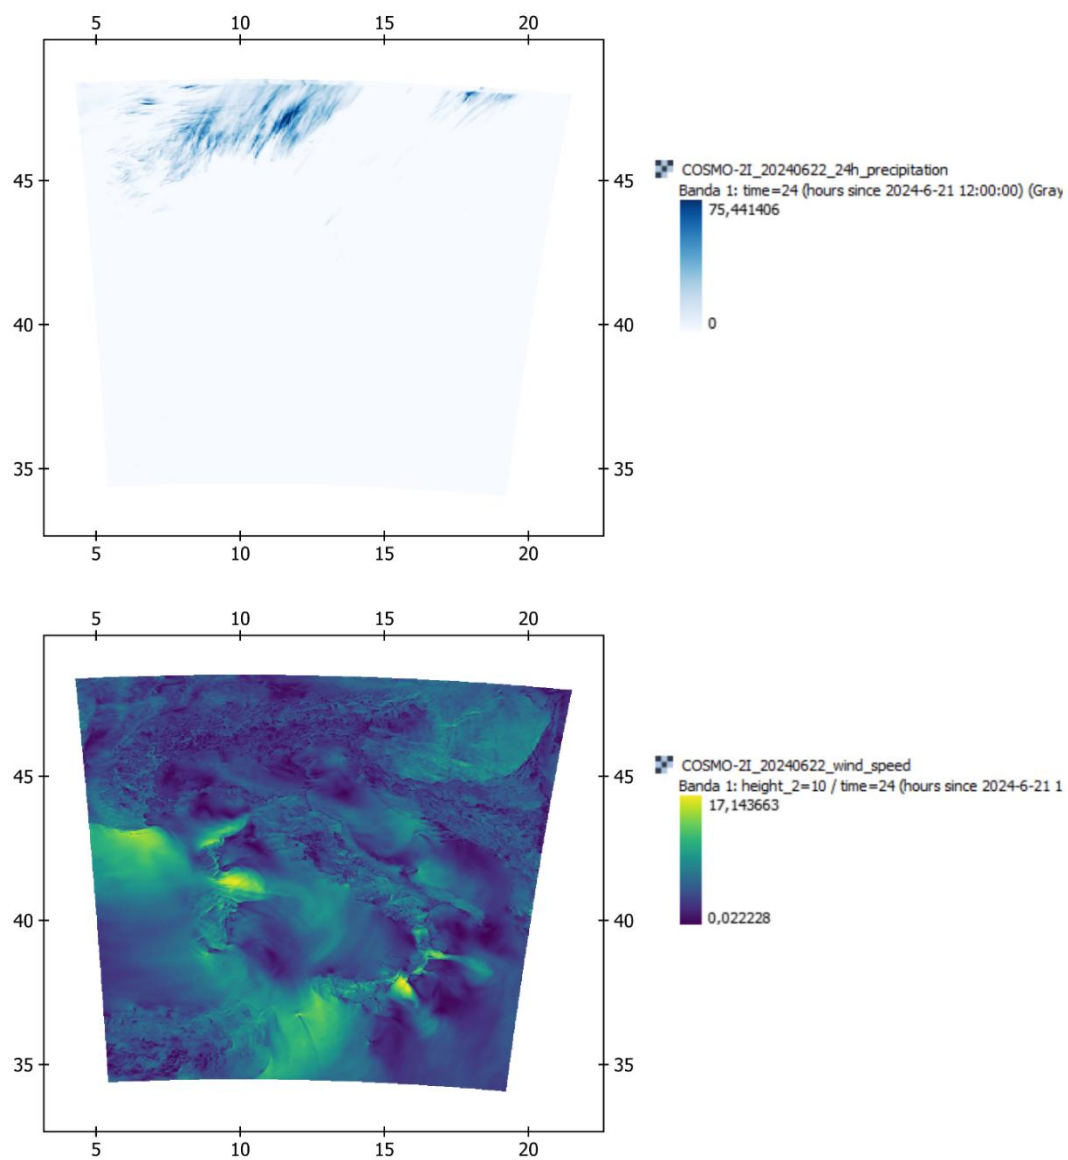 5 10 15 20
45 45
40 40
35 35
5 10 15 20
COSMO-2I_20240622_24h_precipitation
Banda 1: time=24 (hours since 2024-6-21 12:00:00) (Gray
75,441406
0
5 10 15 20
45 45
40 40
35 35
5 10 15 20
COSMO-2I_20240622_wind_speed
Banda 1: height_2=10 / time=24 (hours since 2024-6-21 1
17,143663
0,022228